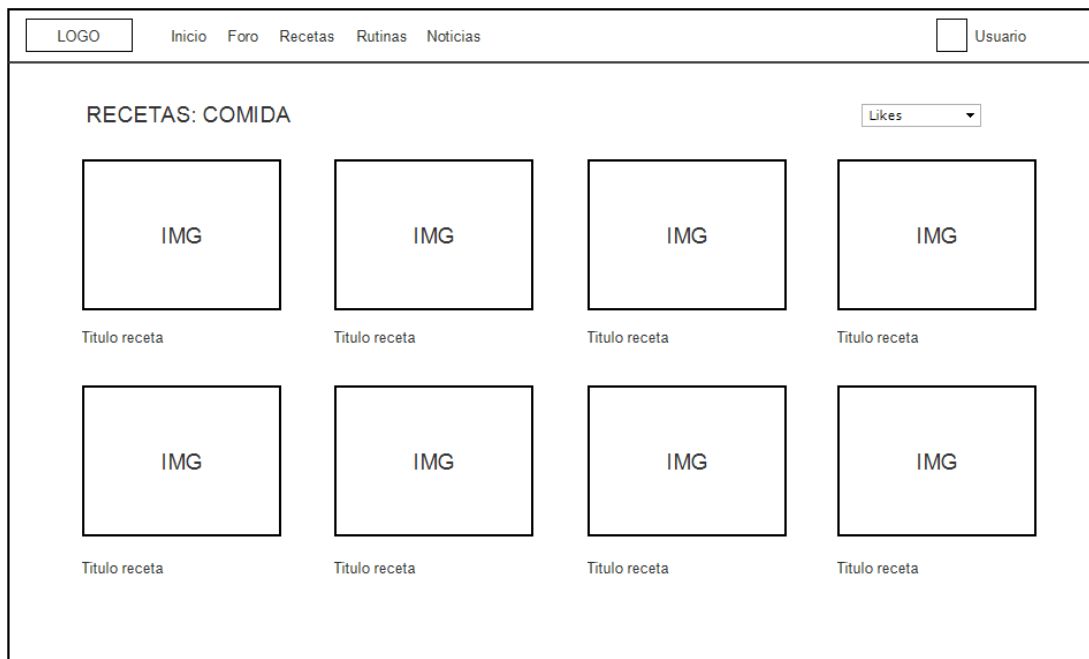 LOGO Inicio Foro Recetas Rutinas Noticias Usuario
RECETAS: COMIDA Likes
IMG IMG IMG IMG
Titulo receta Titulo receta Titulo receta Titulo receta
IMG IMG IMG IMG
Titulo receta Titulo receta Titulo receta Titulo receta